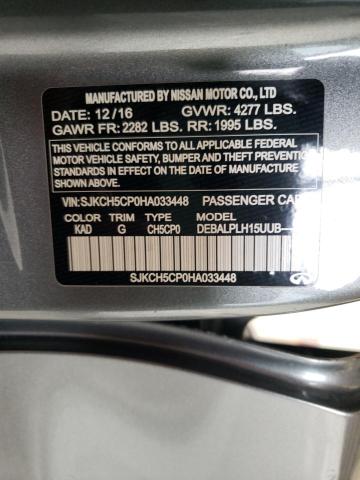 MANUFACTURED BY NISSAN MOTOR CO., LTD
DATE: 12/16 GVWR: 4277 LBS.
GAWR FR: 2282 LBS. RR: 1995 LBS.
THIS VEHICLE CONFORMS TO ALL APPLICABLE FEDERAL
MOTOR VEHICLE SAFETY, BUMPER AND THEFT PREVENTION
STANDARDS IN EFFECT ON THE DATE OF
MANUFACTURE SHOWN ABOVE.
VIN:SJKCH5CP0HA033448 PASSENGER CAR
COLOR TRIM TYPE MODEL
KAD G CH5CP0 DEBALPLH15UUB-
SJKCH5CP0HA033448